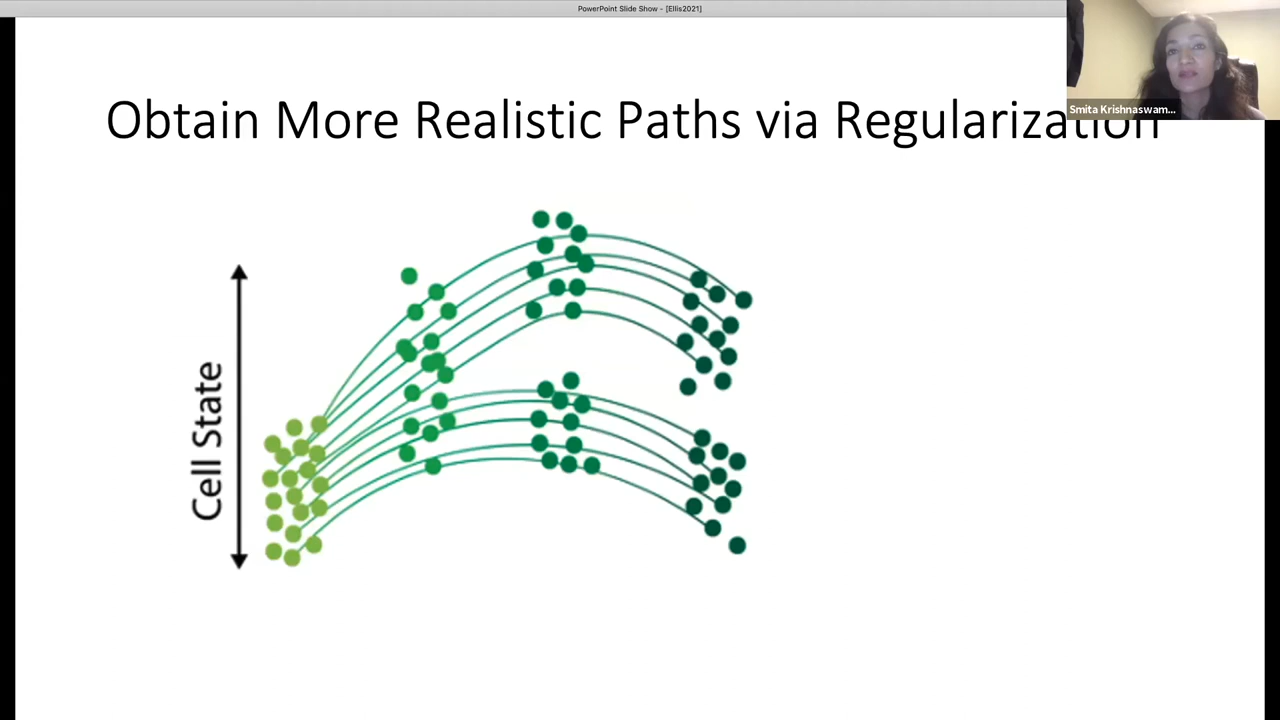 PowerPoint Slide Show - [Ellis2021]
Smita Krishnaswam...
Obtain More Realistic Paths via Regularization
Cell State